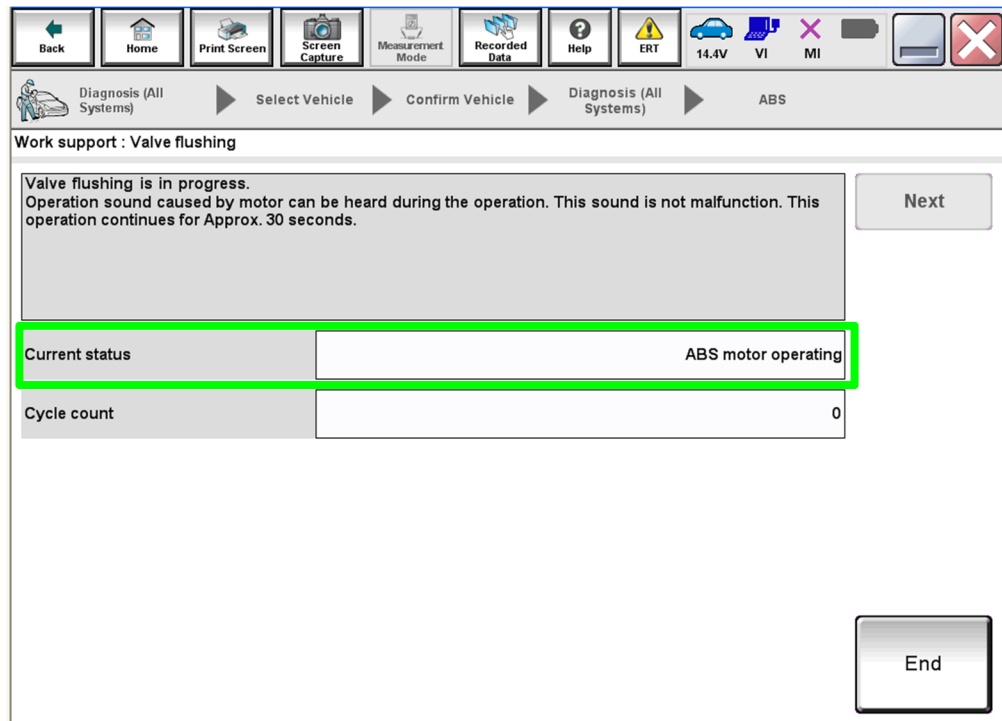 Back
Home
Print Screen
Screen
Capture
Measurement
Mode
Recorded
Data
Help
ERT
14.4V
VI
MI
Diagnosis (All
Systems)
Select Vehicle
Confirm Vehicle
Diagnosis (All
Systems)
ABS
Work support : Valve flushing
Valve flushing is in progress.
Operation sound caused by motor can be heard during the operation. This sound is not malfunction. This
operation continues for Approx. 30 seconds.
Next
Current status
ABS motor operating
Cycle count
0
End